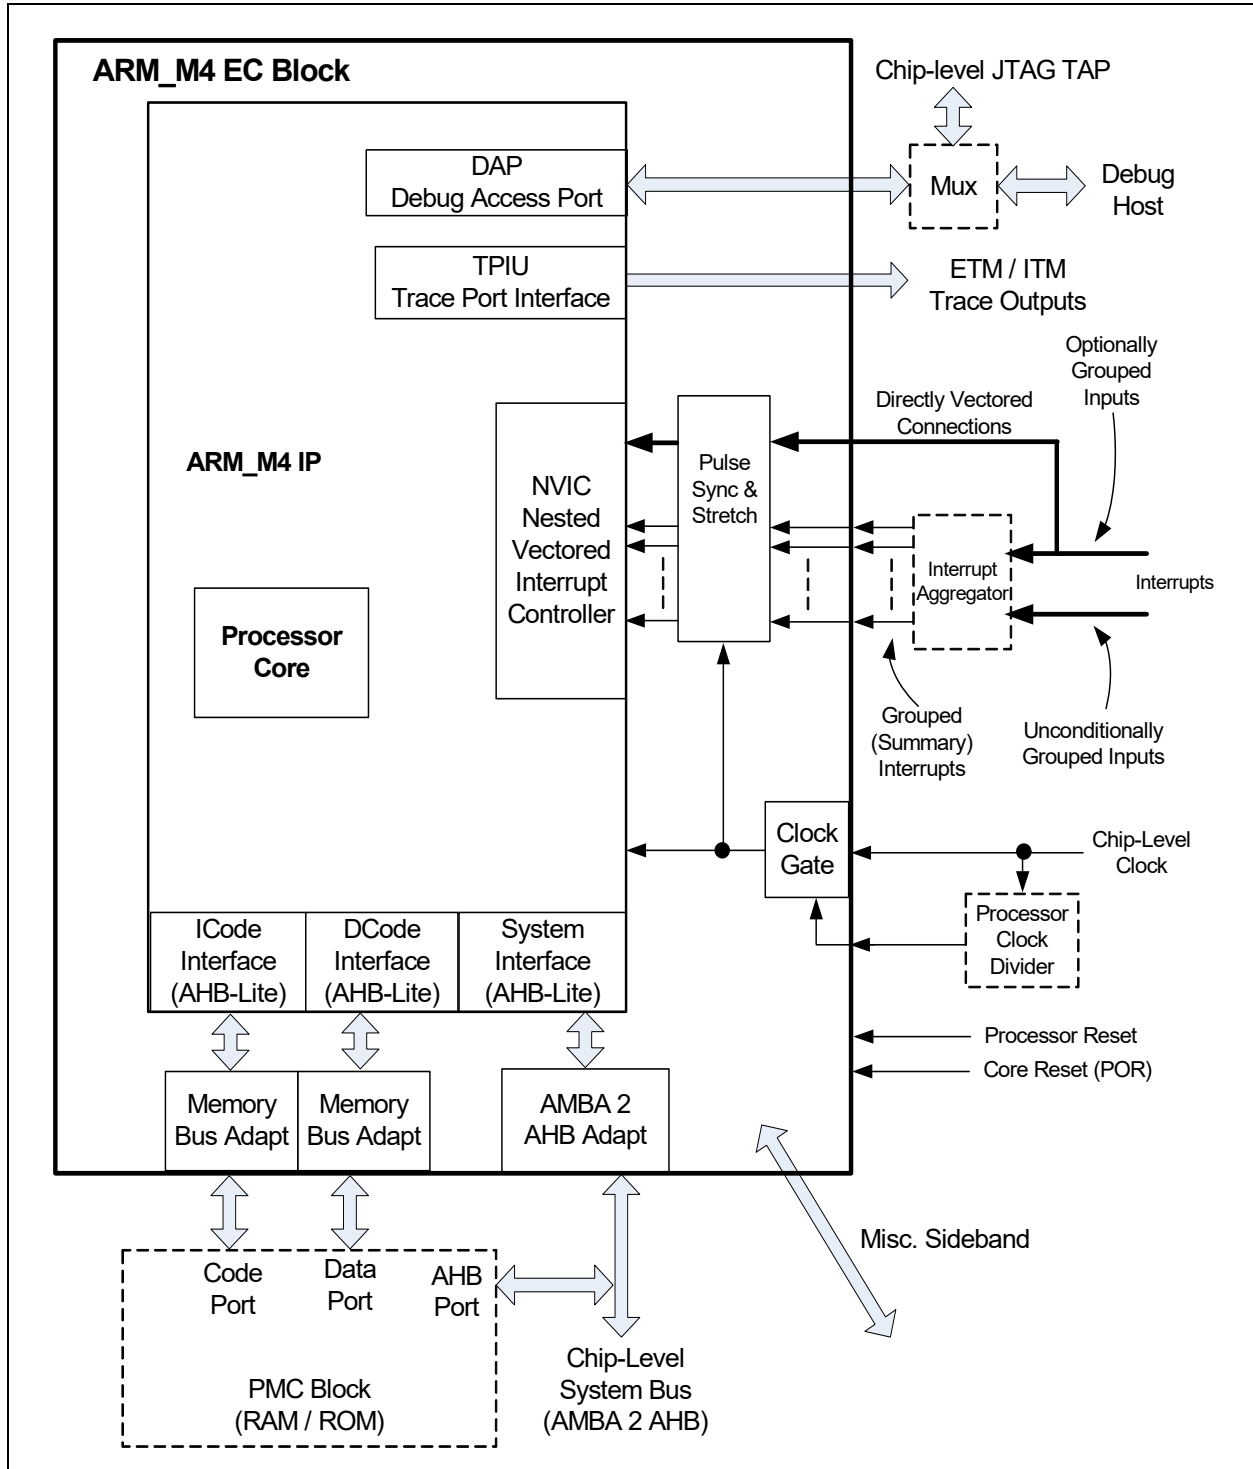 ARM_M4 EC Block
Chip-level JTAG TAP
DAP
Debug Access Port
Mux
Debug
Host
TPIU
Trace Port Interface
ETM / ITM
Trace Outputs
Optionally
Grouped
Inputs
Directly Vectored
Connections
ARM_M4 IP
NVIC
Nested
Vectored
Interrupt
Controller
Pulse
Sync &
Stretch
Interrupt
Aggregator
Interrupts
Processor
Core
Grouped
(Summary)
Interrupts
Unconditionally
Grouped Inputs
Clock
Gate
Chip-Level
Clock
Processor
Clock
Divider
ICode
Interface
(AHB-Lite)
DCode
Interface
(AHB-Lite)
System
Interface
(AHB-Lite)
Processor Reset
Core Reset (POR)
Memory
Bus Adapt
Memory
Bus Adapt
AMBA 2
AHB Adapt
Misc. Sideband
Code
Port
Data
Port
AHB
Port
PMC Block
(RAM / ROM)
Chip-Level
System Bus
(AMBA 2 AHB)